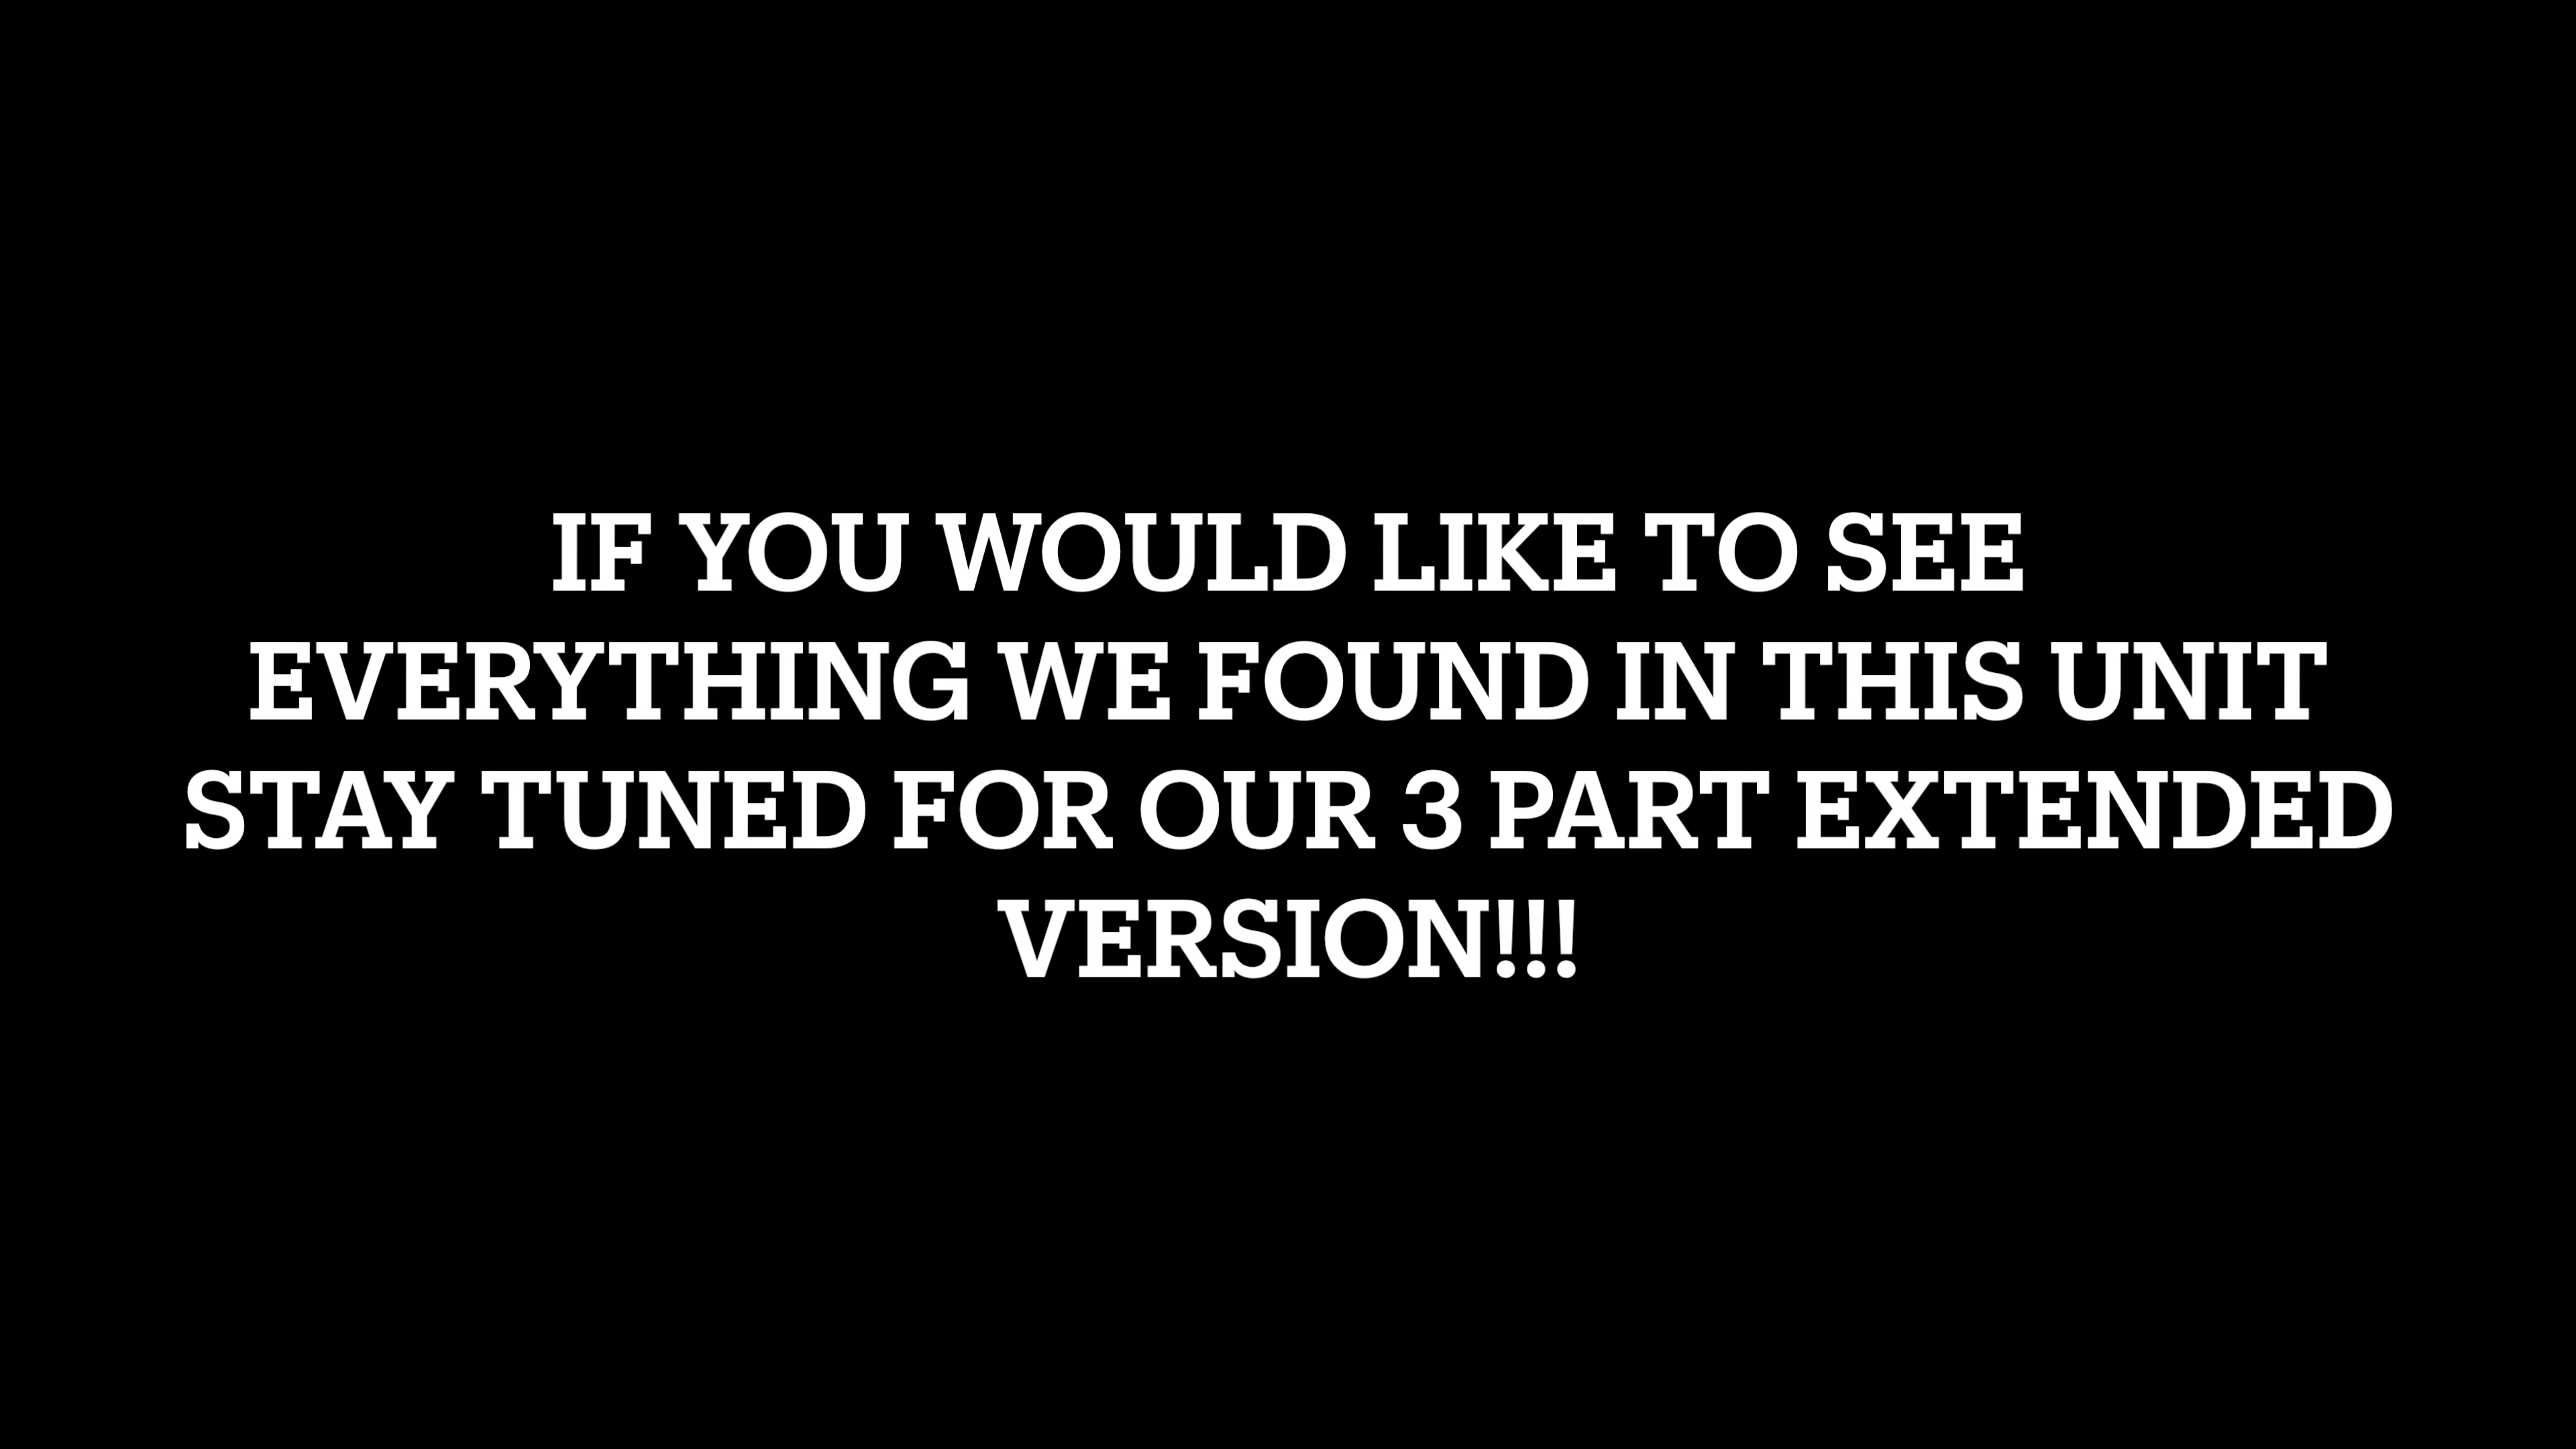 IF YOU WOULD LIKE TO SEE
EVERYTHING WE FOUND IN THIS UNIT
STAY TUNED FOR OUR 3 PART EXTENDED
VERSION!!!